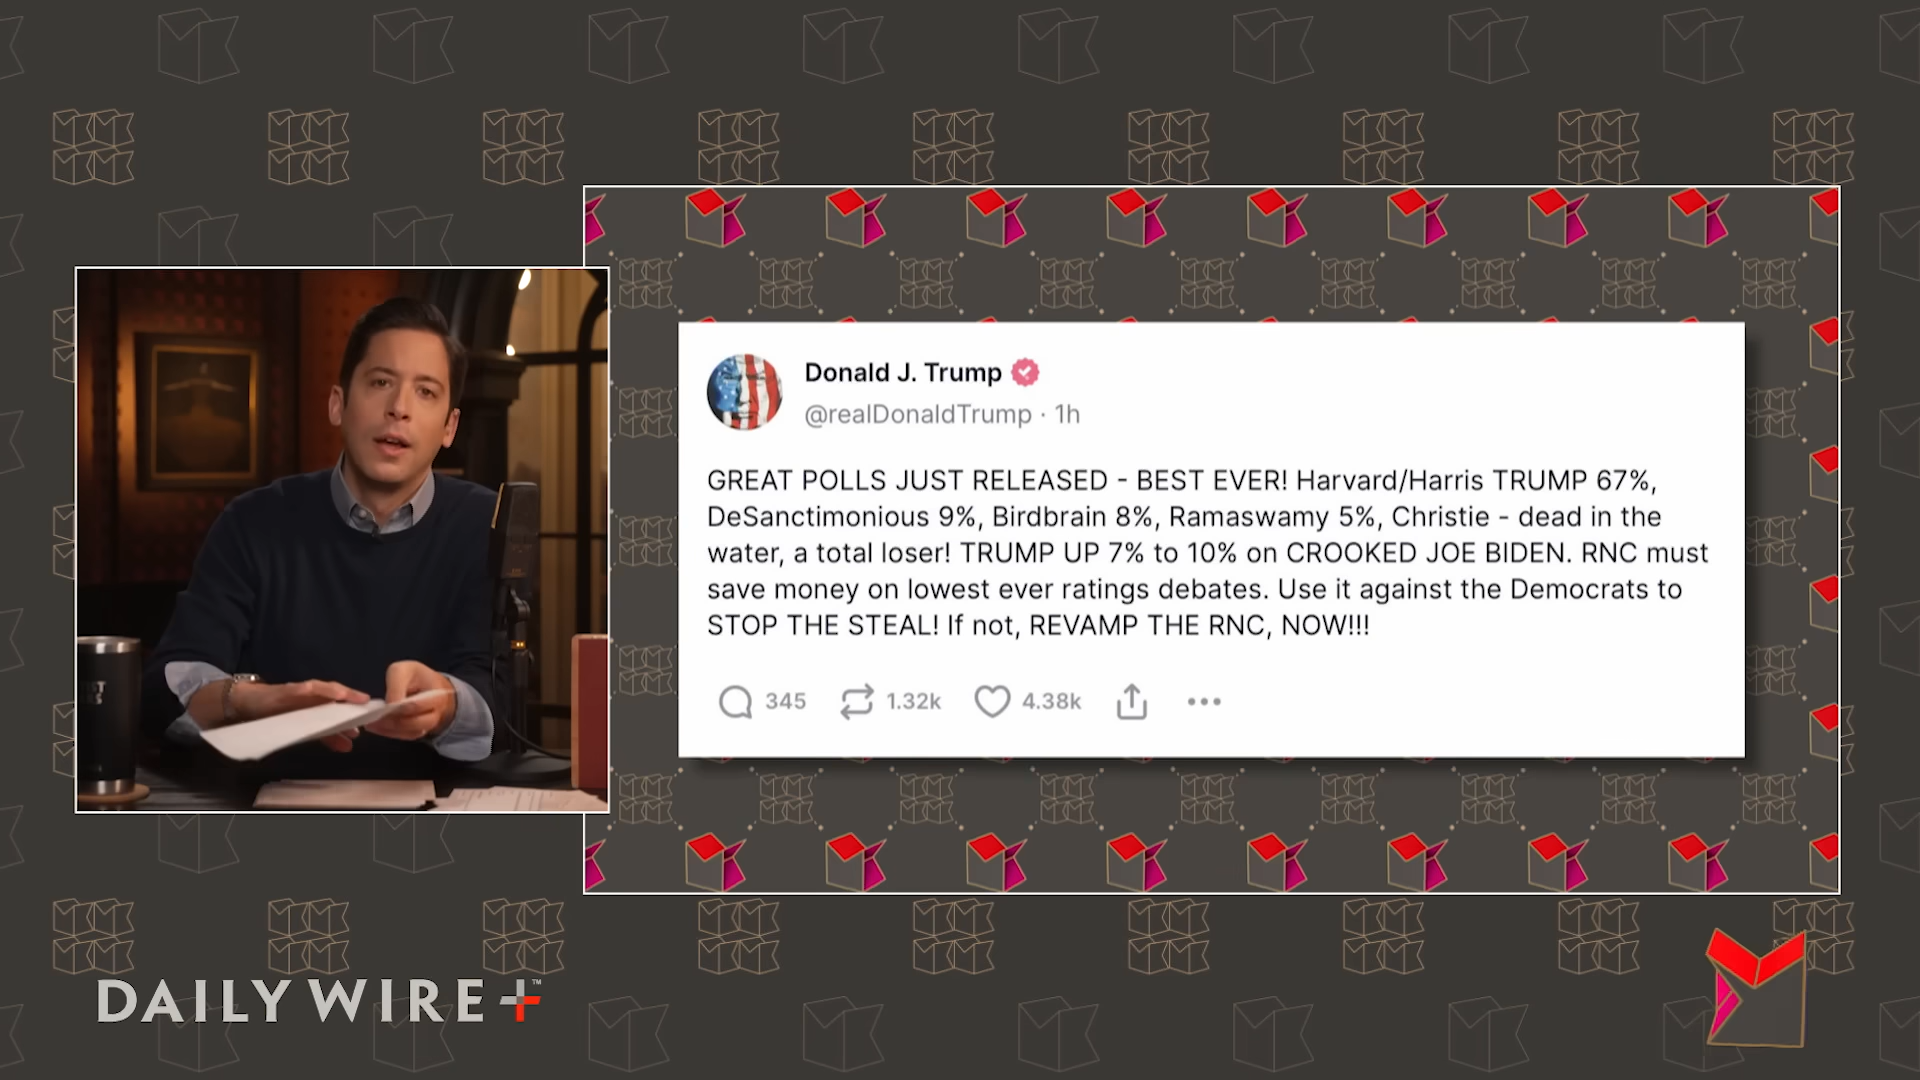 Donald J. Trump
@realDonaldTrump · 1h
GREAT POLLS JUST RELEASED - BEST EVER! Harvard/Harris TRUMP 67%,
DeSanctimonious 9%, Birdbrain 8%, Ramaswamy 5%, Christie - dead in the
water, a total loser! TRUMP UP 7% to 10% on CROOKED JOE BIDEN. RNC must
save money on lowest ever ratings debates. Use it against the Democrats to
STOP THE STEAL! If not, REVAMP THE RNC, NOW!!!
345 1.32k 4.38k
DAILY WIRE +™